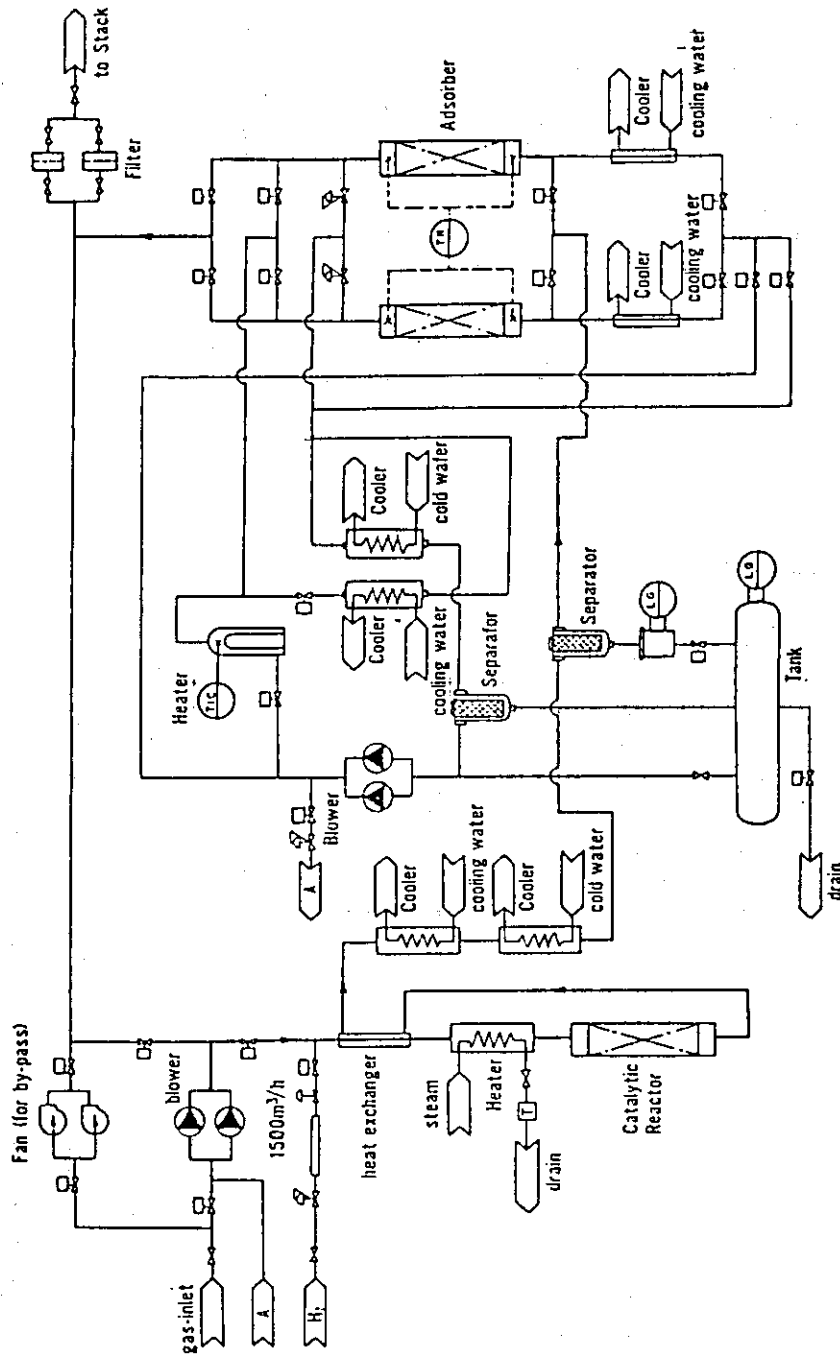 to Stack
Filter
Adsorber
Cooler
cooling water
Cooler
cooling water
TR
Cooler
cold water
Cooler
cooling water
Heater
TIC
Separator
Separator
LG
LG
Tank
drain
Blower
A
Cooler
cooling water
Cooler
cold water
Fan (for by-pass)
blower
1500m³/h
heat exchanger
steam
Heater
T
drain
Catalytic
Reactor
gas-inlet
A
H₂